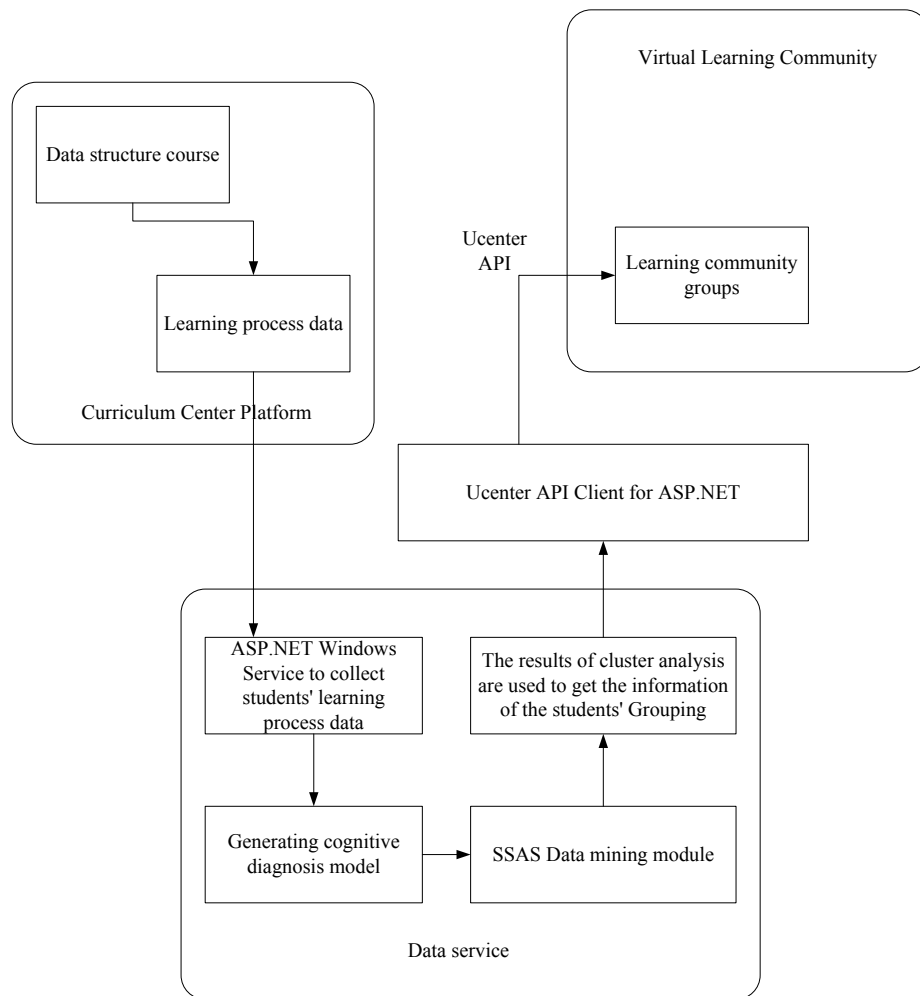 Virtual Learning Community
Data structure course
Ucenter
API
Learning community
groups
Learning process data
Curriculum Center Platform
Ucenter API Client for ASP.NET
ASP.NET Windows
Service to collect
students' learning
process data
The results of cluster analysis
are used to get the information
of the students' Grouping
Generating cognitive
diagnosis model
SSAS Data mining module
Data service